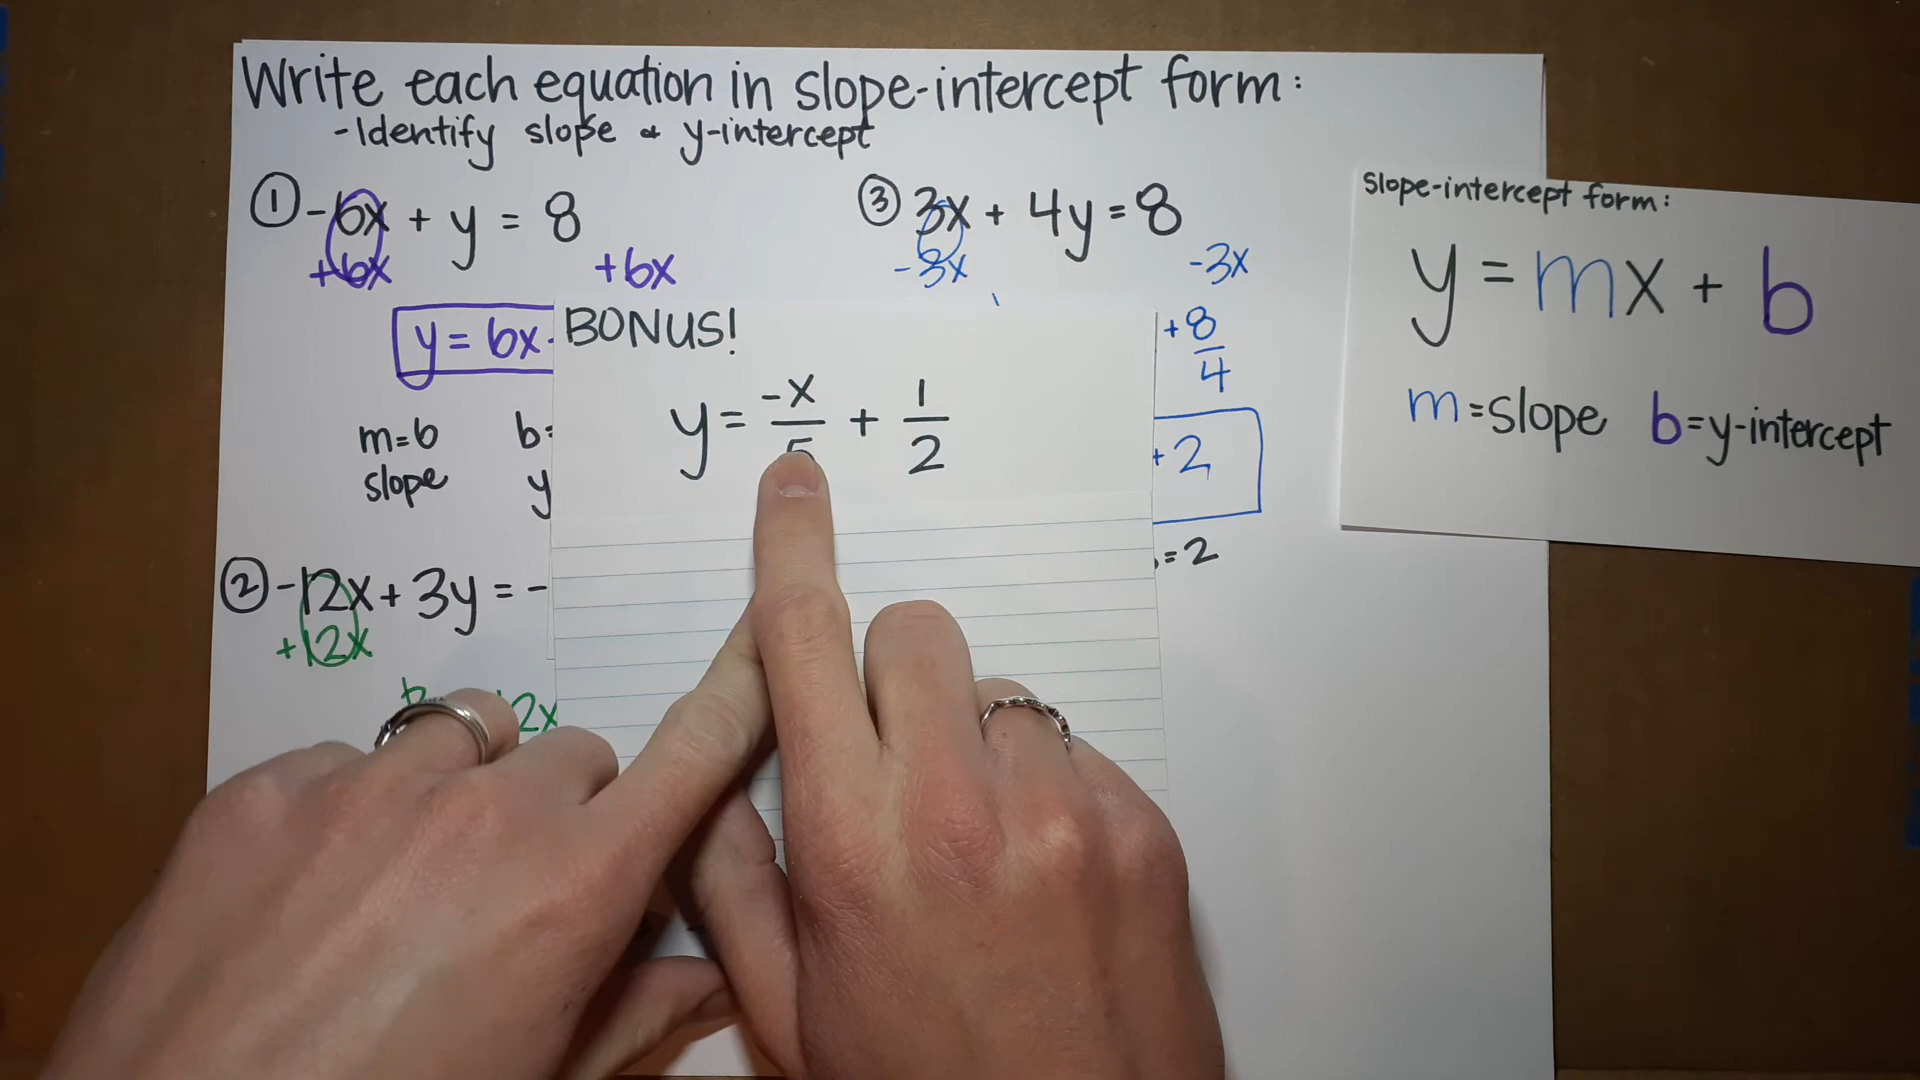 Write each equation in slope-intercept form:
-Identify slope & y-intercept
① -6x + y = 8
+6x +6x
y = 6x
m=6 b=
slope y
② -12x + 3y = -
+12x
2x
③ 3x + 4y = 8
-3x -3x
+ 8/4
+ 2
= 2
BONUS!
y = -x/5 + 1/2
Slope-intercept form:
y = mx + b
m=slope b=y-intercept